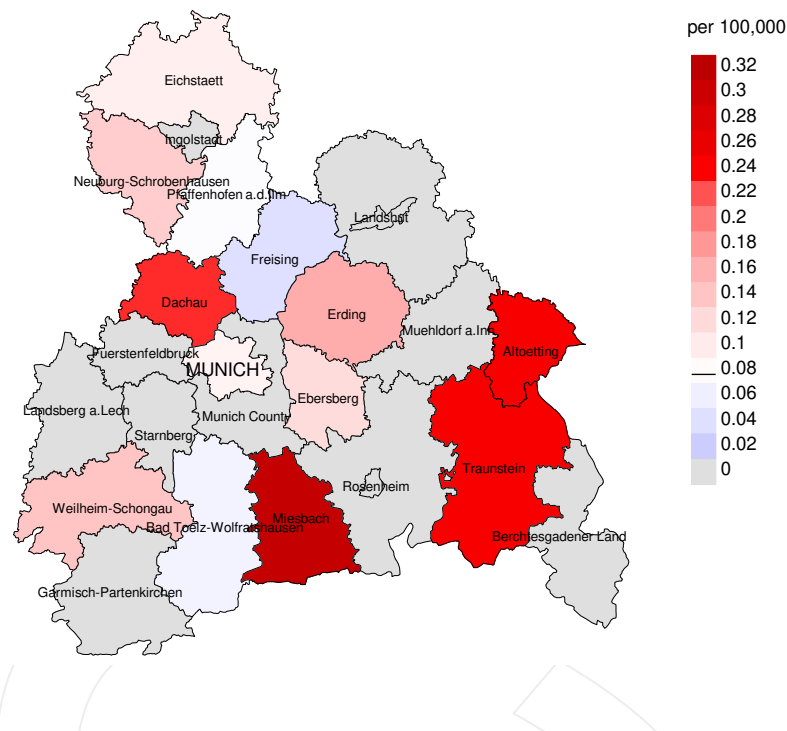 per 100,000
0.32
0.3
0.28
0.26
0.24
0.22
0.2
0.18
0.16
0.14
0.12
0.1
0.08
0.06
0.04
0.02
0
Eichstaett
Ingolstadt
Neuburg-Schrobenhausen
Pfaffenhofen a.d.Ilm
Landshut
Freising
Dachau
Erding
Muehldorf a.Inn
Altoetting
Fuerstenfeldbruck
MUNICH
Ebersberg
Landsberg a.Lech
Munich County
Starnberg
Traunstein
Rosenheim
Weilheim-Schongau
Miesbach
Bad Toelz-Wolfratshausen
Berchtesgadener Land
Garmisch-Partenkirchen